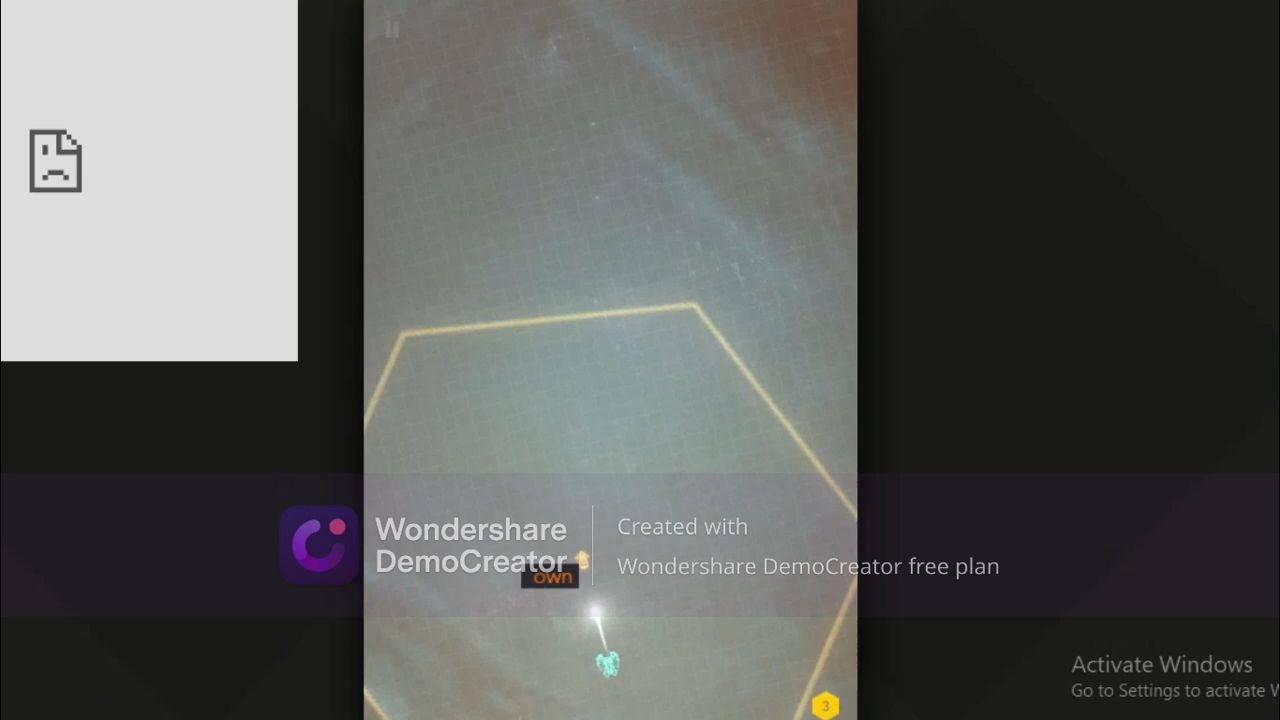 Wondershare
DemoCreator
Created with
Wondershare DemoCreator free plan
own
3
Activate Windows
Go to Settings to activate W